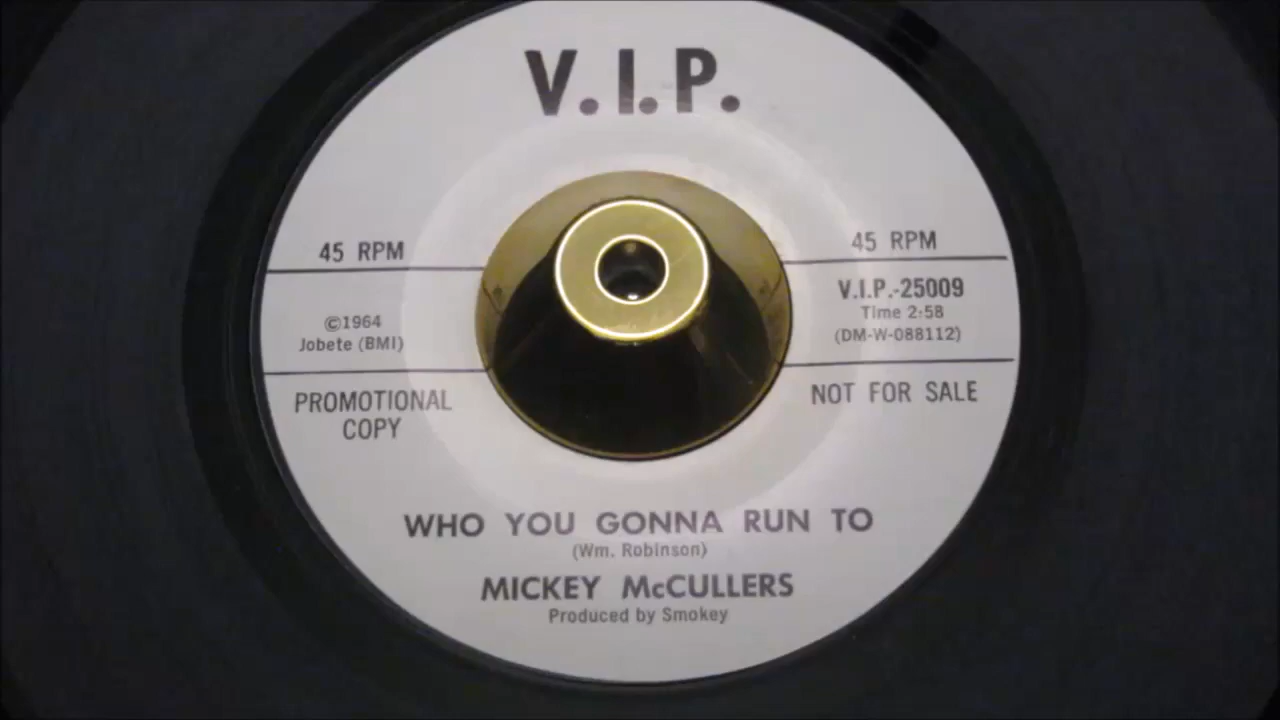 V.I.P.
45 RPM
45 RPM
©1964
Jobete (BMI)
V.I.P.-25009
Time 2:58
(DM-W-088112)
PROMOTIONAL
COPY
NOT FOR SALE
WHO YOU GONNA RUN TO
(Wm. Robinson)
MICKEY McCULLERS
Produced by Smokey